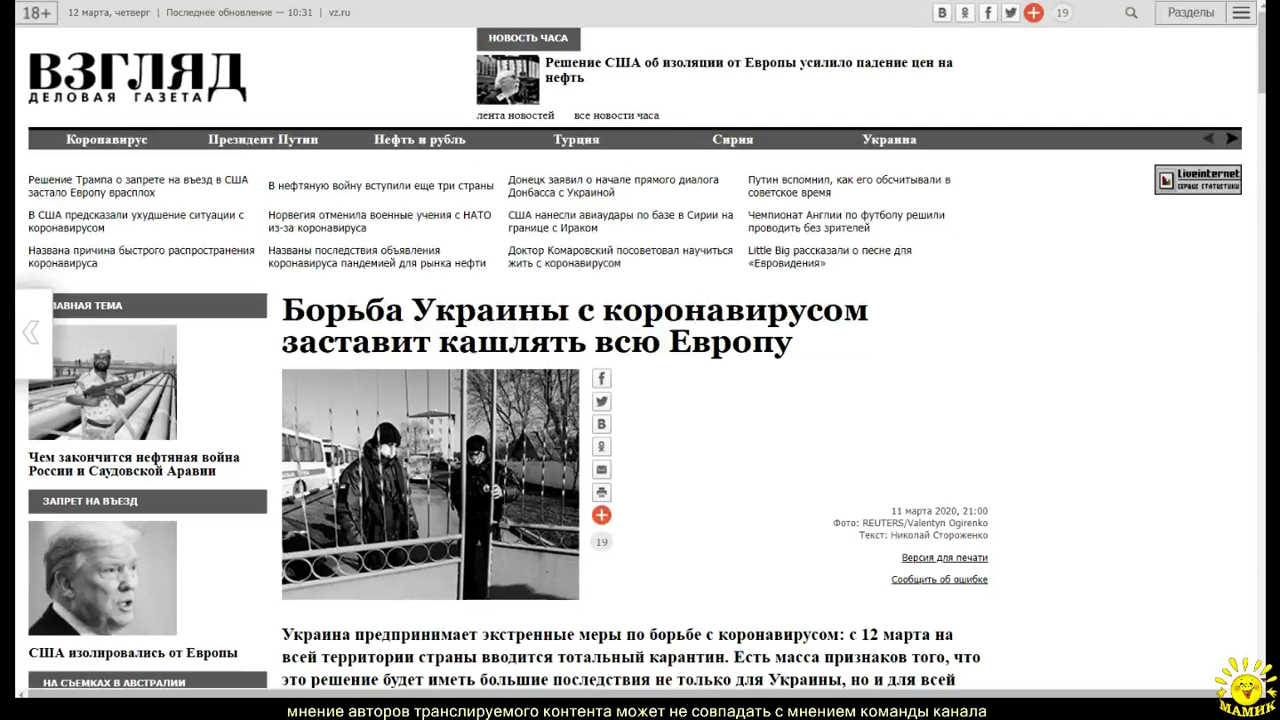 18+
12 марта, четверг | Последнее обновление — 10:31 | vz.ru
19
Разделы
НОВОСТЬ ЧАСА
ВЗГЛЯД
ДЕЛОВАЯ ГАЗЕТА
Решение США об изоляции от Европы усилило падение цен на
нефть
лента новостей все новости часа
Коронавирус Президент Путин Нефть и рубль Турция Сирия Украина
Решение Трампа о запрете на въезд в США
застало Европу врасплох
В нефтяную войну вступили еще три страны
Донецк заявил о начале прямого диалога
Донбасса с Украиной
Путин вспомнил, как его обсчитывали в
советское время
LiveInternet
СЕРВИС СТАТИСТИКИ
В США предсказали ухудшение ситуации с
коронавирусом
Норвегия отменила военные учения с НАТО
из-за коронавируса
США нанесли авиаудары по базе в Сирии на
границе с Ираком
Чемпионат Англии по футболу решили
проводить без зрителей
Названа причина быстрого распространения
коронавируса
Названы последствия объявления
коронавируса пандемией для рынка нефти
Доктор Комаровский посоветовал научиться
жить с коронавирусом
Little Big рассказали о песне для
«Евровидения»
ЛАВНАЯ ТЕМА
Чем закончится нефтяная война
России и Саудовской Аравии
ЗАПРЕТ НА ВЪЕЗД
США изолировались от Европы
НА СЪЕМКАХ В АВСТРАЛИИ
Борьба Украины с коронавирусом
заставит кашлять всю Европу
19
11 марта 2020, 21:00
Фото: REUTERS/Valentyn Ogirenko
Текст: Николай Стороженко
Версия для печати
Сообщить об ошибке
Украина предпринимает экстренные меры по борьбе с коронавирусом: с 12 марта на
всей территории страны вводится тотальный карантин. Есть масса признаков того, что
это решение будет иметь большие последствия не только для Украины, но и для всей
МАМИК
мнение авторов транслируемого контента может не совпадать с мнением команды канала